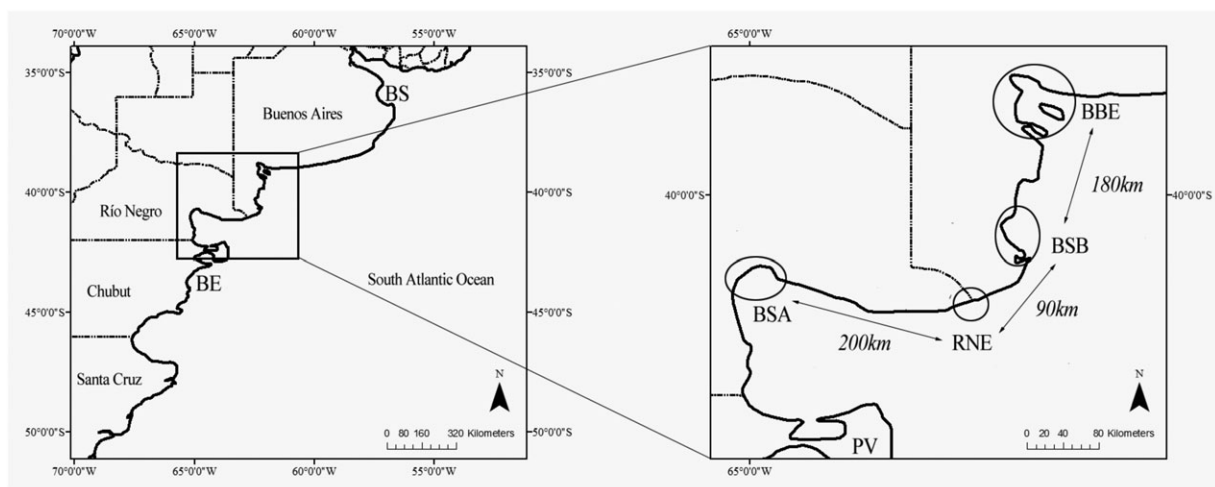 70°0'0"W 65°0'0"W 60°0'0"W 55°0'0"W
35°0'0"S
40°0'0"S
45°0'0"S
50°0'0"S
BS
Buenos Aires
Río Negro
BE
Chubut
South Atlantic Ocean
Santa Cruz
N
0 80 160 320 Kilometers
35°0'0"S
40°0'0"S
45°0'0"S
50°0'0"S
70°0'0"W 65°0'0"W 60°0'0"W 55°0'0"W
65°0'0"W
40°0'0"S
BBE
180km
40°0'0"S
BSB
BSA
90km
200km
RNE
N
PV
0 20 40 80 Kilometers
65°0'0"W